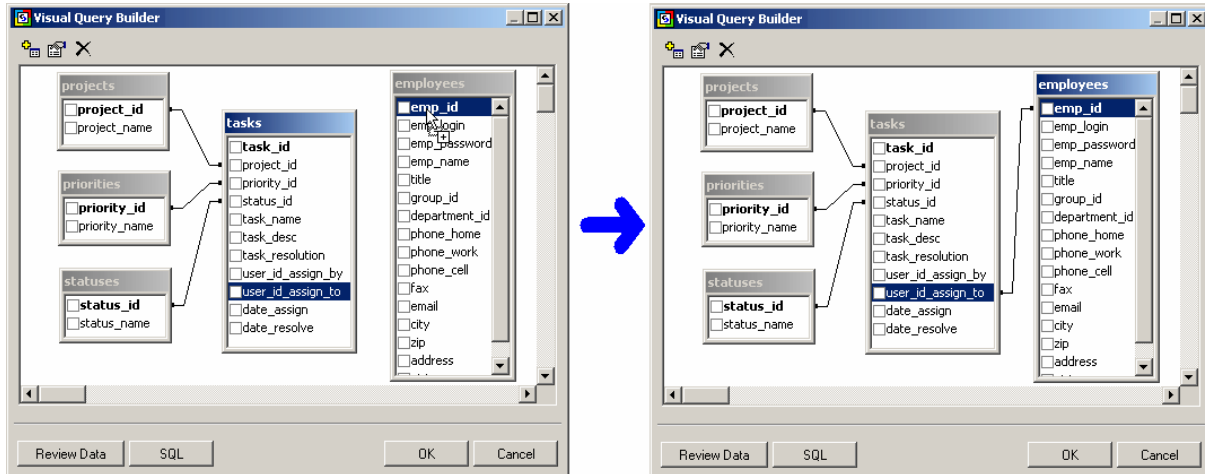 Visual Query Builder
projects
project_id
project_name
priorities
priority_id
priority_name
statuses
status_id
status_name
tasks
task_id
project_id
priority_id
status_id
task_name
task_desc
task_resolution
user_id_assign_by
user_id_assign_to
date_assign
date_resolve
employees
emp_id
emp_login
emp_password
emp_name
title
group_id
department_id
phone_home
phone_work
phone_cell
fax
email
city
zip
address
Review Data
SQL
OK
Cancel
Visual Query Builder
projects
project_id
project_name
priorities
priority_id
priority_name
statuses
status_id
status_name
tasks
task_id
project_id
priority_id
status_id
task_name
task_desc
task_resolution
user_id_assign_by
user_id_assign_to
date_assign
date_resolve
employees
emp_id
emp_login
emp_password
emp_name
title
group_id
department_id
phone_home
phone_work
phone_cell
fax
email
city
zip
address
Review Data
SQL
OK
Cancel